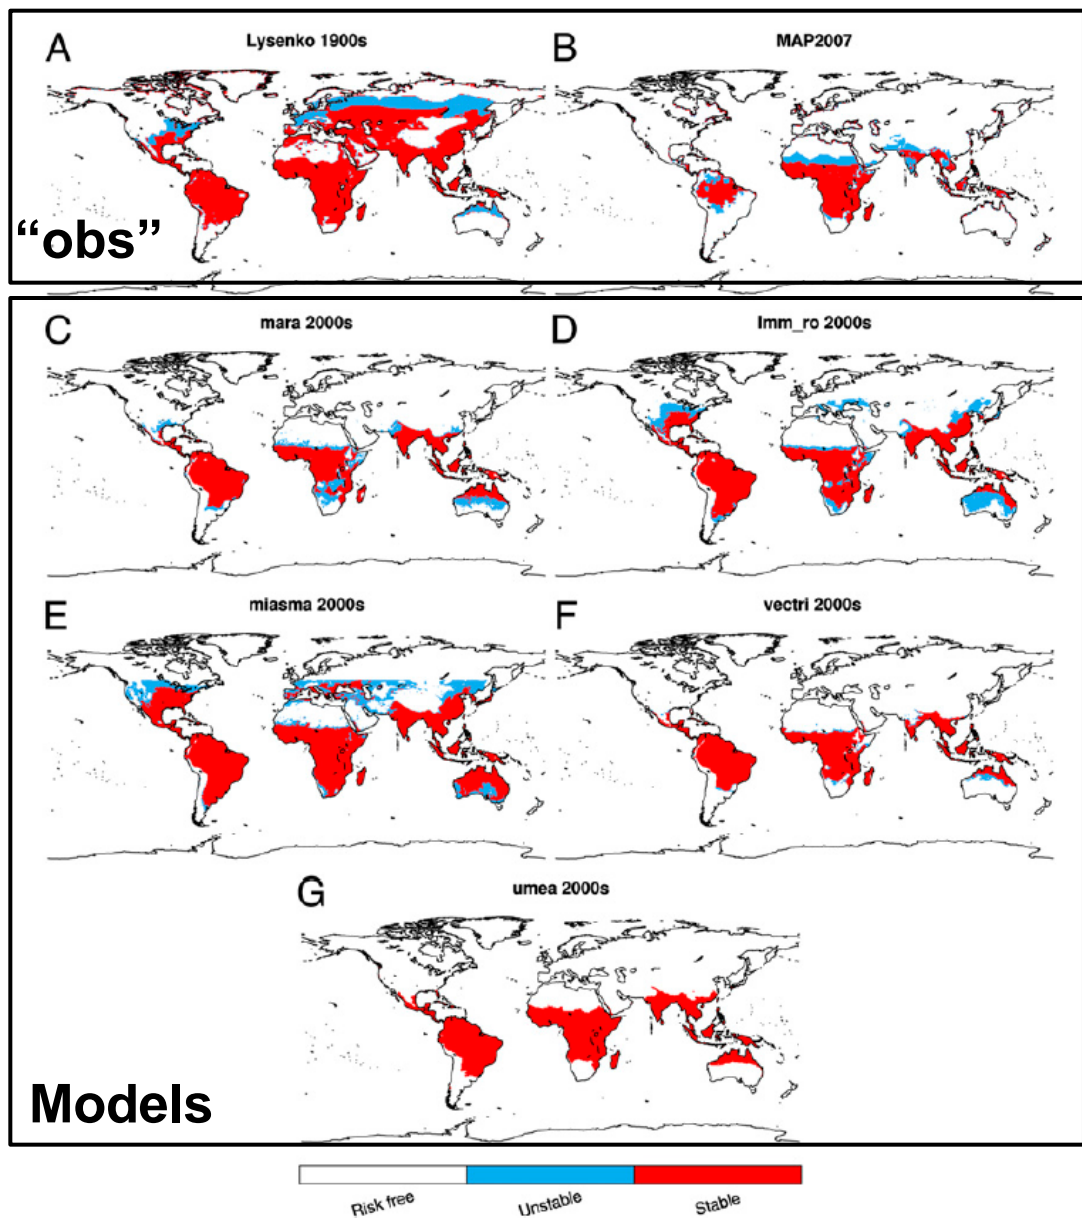 A
Lysenko 1900s
B
MAP2007
“obs”
C
mara 2000s
D
lmm_ro 2000s
E
miasma 2000s
F
vectri 2000s
G
umea 2000s
Models
Risk free
Unstable
Stable